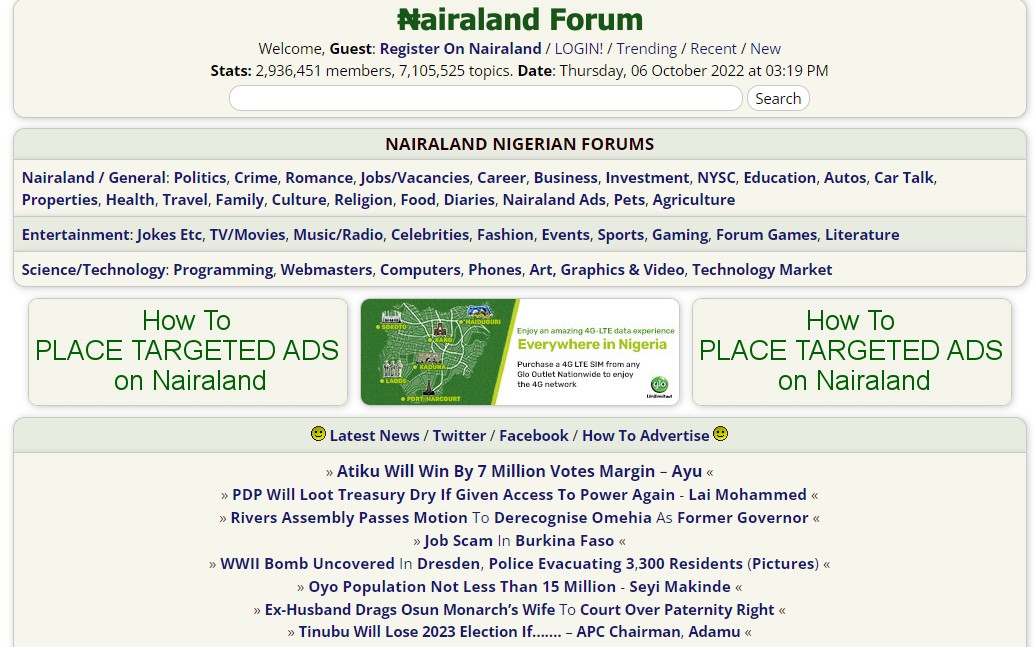 ₦airaland Forum
Welcome, Guest: Register On Nairaland / LOGIN! / Trending / Recent / New
Stats: 2,936,451 members, 7,105,525 topics. Date: Thursday, 06 October 2022 at 03:19 PM
Search
NAIRALAND NIGERIAN FORUMS
Nairaland / General: Politics, Crime, Romance, Jobs/Vacancies, Career, Business, Investment, NYSC, Education, Autos, Car Talk,
Properties, Health, Travel, Family, Culture, Religion, Food, Diaries, Nairaland Ads, Pets, Agriculture
Entertainment: Jokes Etc, TV/Movies, Music/Radio, Celebrities, Fashion, Events, Sports, Gaming, Forum Games, Literature
Science/Technology: Programming, Webmasters, Computers, Phones, Art, Graphics & Video, Technology Market
How To
PLACE TARGETED ADS
on Nairaland
SOKOTO
MAIDUGURI
KANO
KADUNA
LAGOS
PORT-HARCOURT
Enjoy an amazing 4G-LTE data experience
Everywhere in Nigeria
Purchase a 4G LTE SIM from any
Glo Outlet Nationwide to enjoy
the 4G network
glo
Unlimited
How To
PLACE TARGETED ADS
on Nairaland
Latest News / Twitter / Facebook / How To Advertise
» Atiku Will Win By 7 Million Votes Margin – Ayu «
» PDP Will Loot Treasury Dry If Given Access To Power Again - Lai Mohammed «
» Rivers Assembly Passes Motion To Derecognise Omehia As Former Governor «
» Job Scam In Burkina Faso «
» WWII Bomb Uncovered In Dresden, Police Evacuating 3,300 Residents (Pictures) «
» Oyo Population Not Less Than 15 Million - Seyi Makinde «
» Ex-Husband Drags Osun Monarch’s Wife To Court Over Paternity Right «
» Tinubu Will Lose 2023 Election If....... – APC Chairman, Adamu «